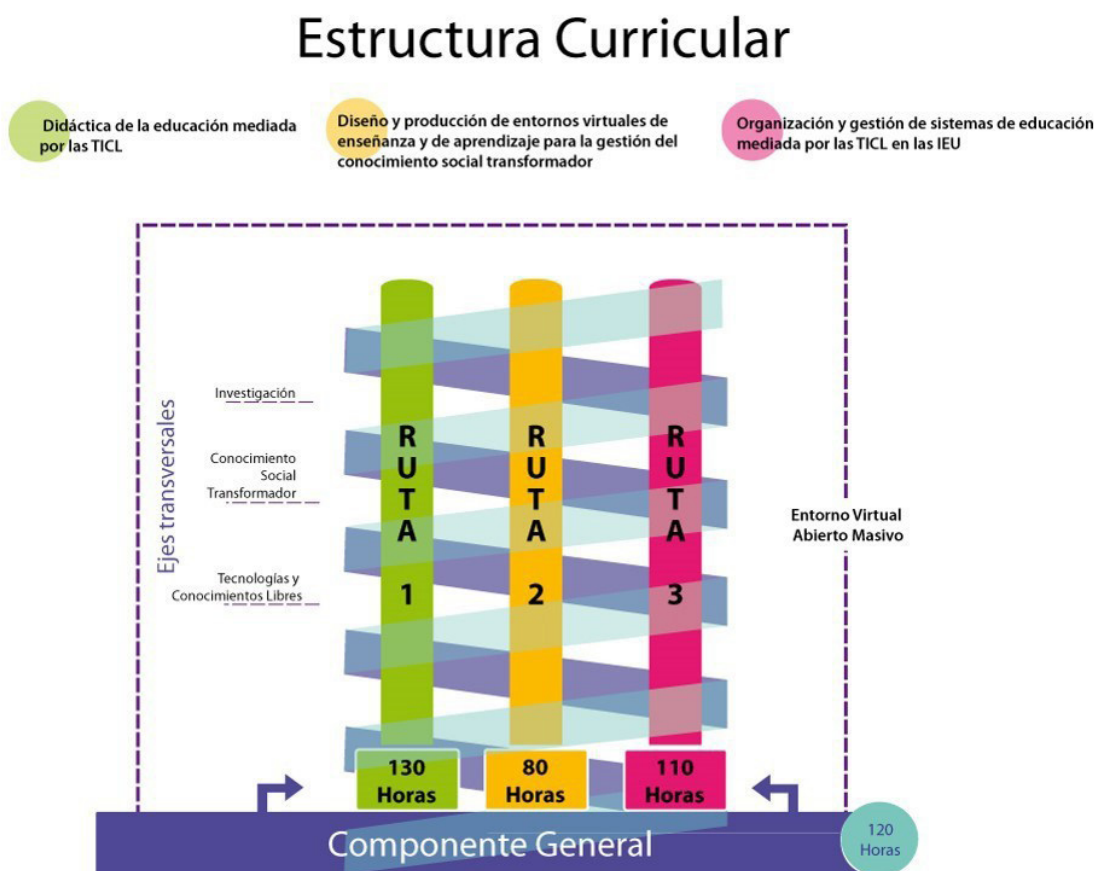 Estructura Curricular
Didáctica de la educación mediada
por las TICL
Diseño y producción de entornos virtuales de
enseñanza y de aprendizaje para la gestión del
conocimiento social transformador
Organización y gestión de sistemas de educación
mediada por las TICL en las IEU
Ejes transversales
Investigación
Conocimiento
Social
Transformador
Tecnologías y
Conocimientos Libres
RUTA 1
RUTA 2
RUTA 3
Entorno Virtual
Abierto Masivo
130
Horas
80
Horas
110
Horas
Componente General
120
Horas